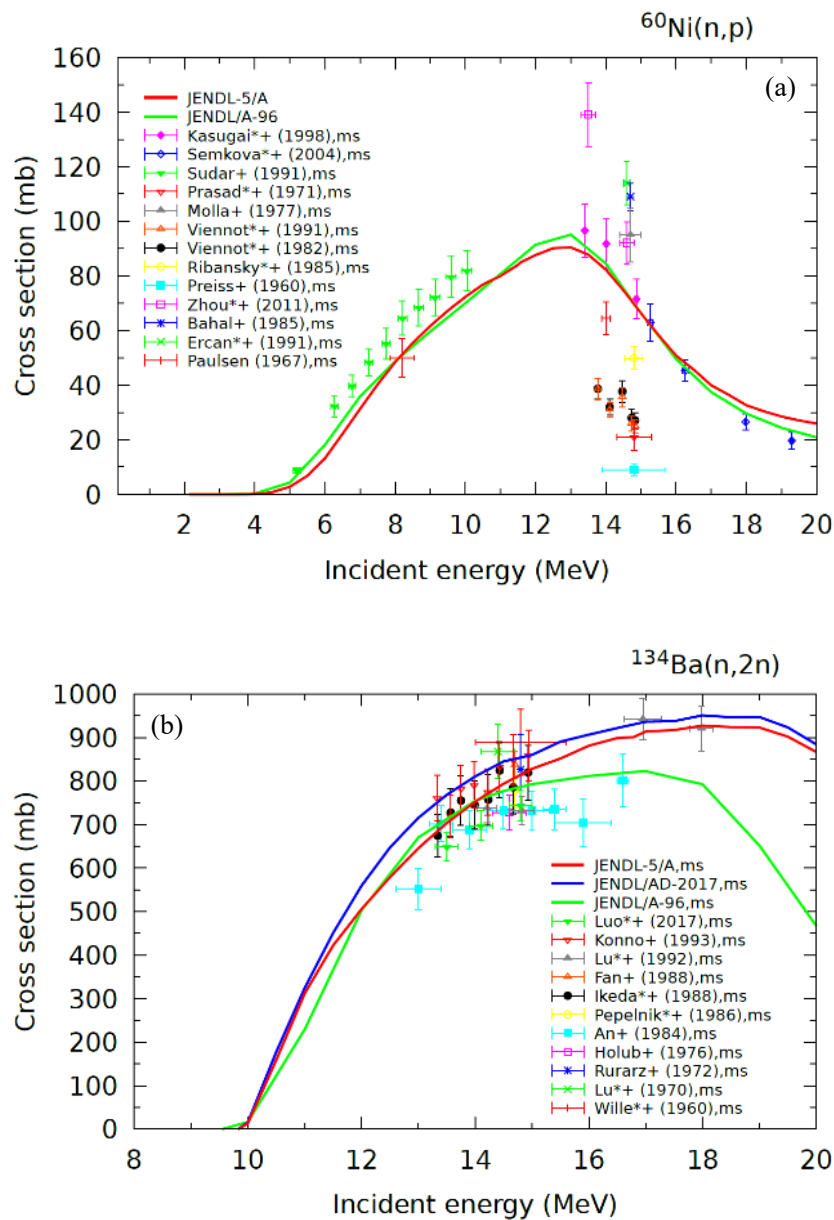 ⁶⁰Ni(n,p)
(a)
160
140
120
100
80
60
40
20
0
Cross section (mb)
JENDL-5/A
JENDL/A-96
Kasugai*+ (1998),ms
Semkova*+ (2004),ms
Sudar+ (1991),ms
Prasad*+ (1971),ms
Molla+ (1977),ms
Viennot*+ (1991),ms
Viennot*+ (1982),ms
Ribansky*+ (1985),ms
Preiss+ (1960),ms
Zhou*+ (2011),ms
Bahal+ (1985),ms
Ercan*+ (1991),ms
Paulsen (1967),ms
2 4 6 8 10 12 14 16 18 20
Incident energy (MeV)
¹³⁴Ba(n,2n)
(b)
1000
900
800
700
600
500
400
300
200
100
0
Cross section (mb)
JENDL-5/A,ms
JENDL/AD-2017,ms
JENDL/A-96,ms
Luo*+ (2017),ms
Konno+ (1993),ms
Lu*+ (1992),ms
Fan+ (1988),ms
Ikeda*+ (1988),ms
Pepelnik*+ (1986),ms
An+ (1984),ms
Holub+ (1976),ms
Rurarz+ (1972),ms
Lu*+ (1970),ms
Wille*+ (1960),ms
8 10 12 14 16 18 20
Incident energy (MeV)